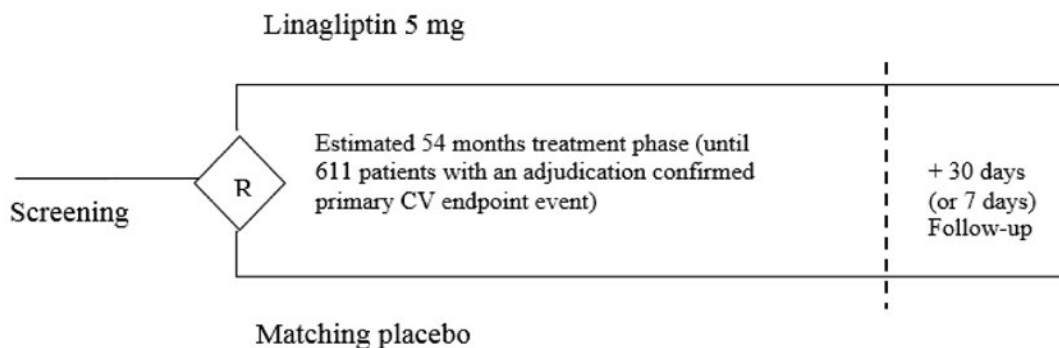 Linagliptin 5 mg
Estimated 54 months treatment phase (until
611 patients with an adjudication confirmed
primary CV endpoint event)
R
Screening
+ 30 days
(or 7 days)
Follow-up
Matching placebo